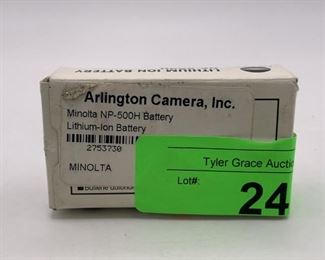 LITHIUM-ION BATTERY
Arlington Camera, Inc.
Minolta NP-500H Battery
Lithium-Ion Battery
2753730
MINOLTA
Tyler Grace Auctio
Lot#:
24